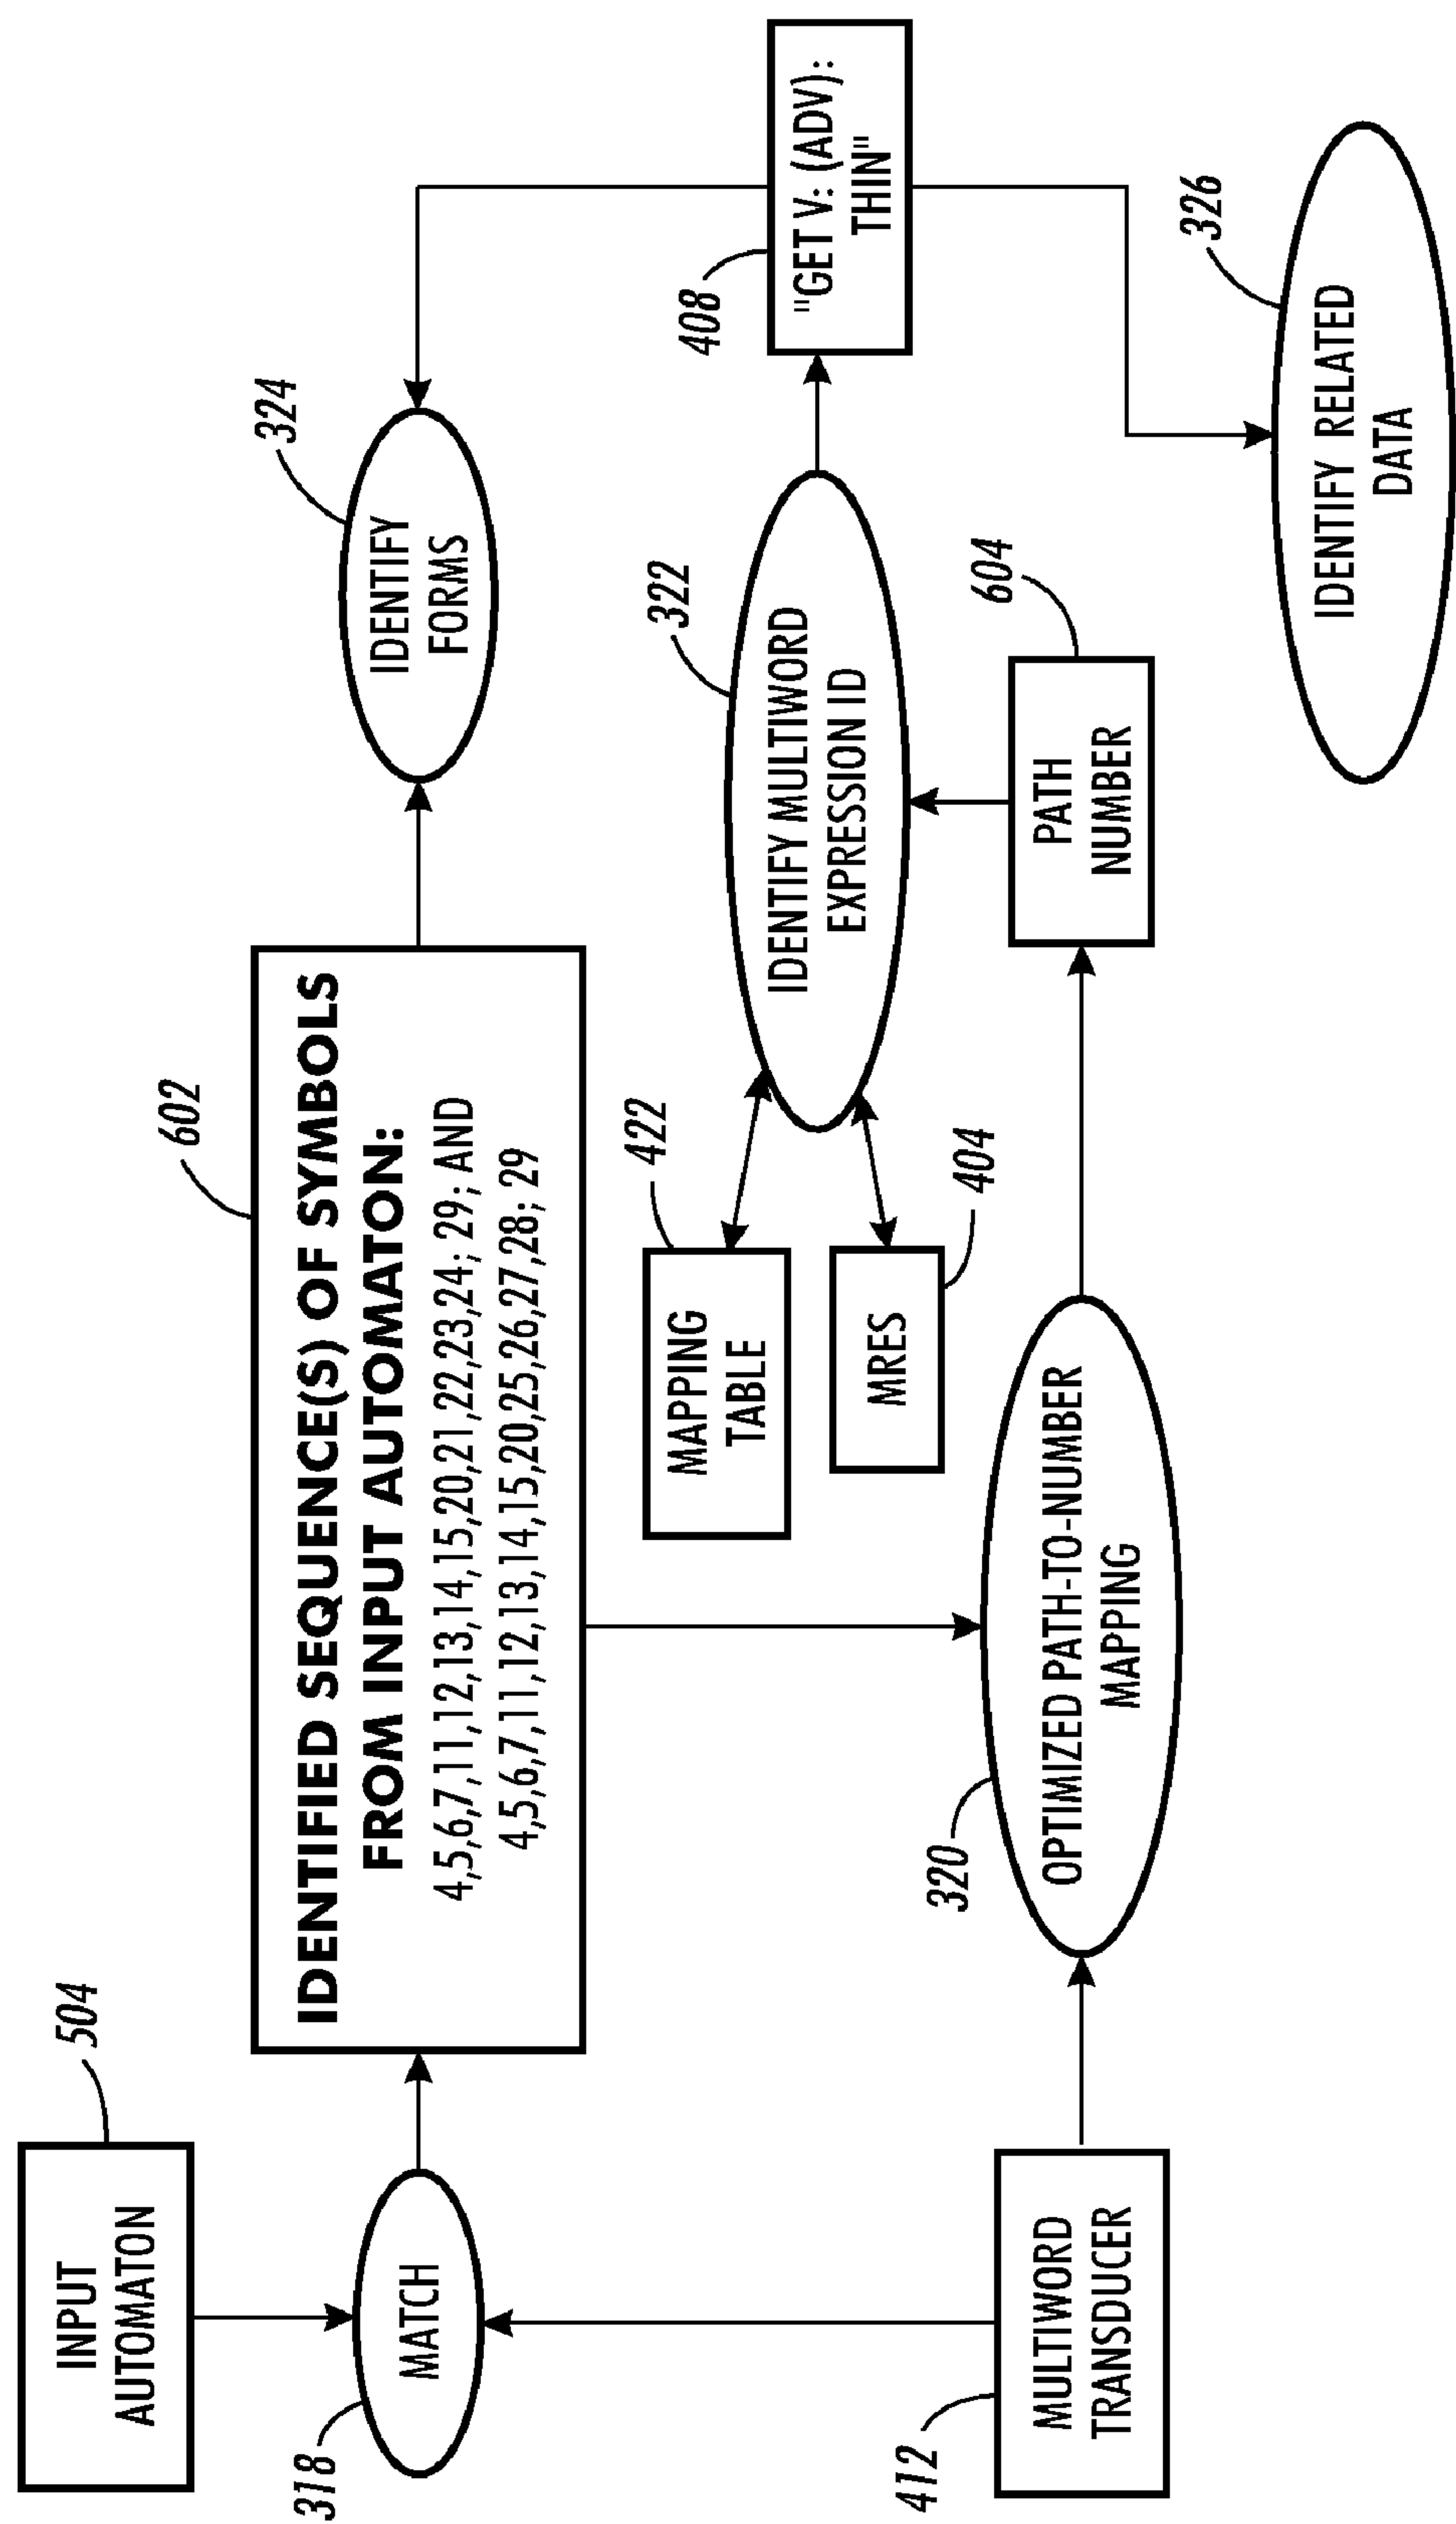 504
INPUT
AUTOMATON
318
MATCH
412
MULTIWORD
TRANSDUCER
602
IDENTIFIED SEQUENCE(S) OF SYMBOLS
FROM INPUT AUTOMATON:
4,5,6,7,11,12,13,14,15,20,21,22,23,24; 29; AND
4,5,6,7,11,12,13,14,15,20,25,26,27,28; 29
320
OPTIMIZED PATH-TO-NUMBER
MAPPING
422
MAPPING
TABLE
404
MRES
324
IDENTIFY
FORMS
322
IDENTIFY MULTIWORD
EXPRESSION ID
604
PATH
NUMBER
408
"GET V: (ADV):
THIN"
326
IDENTIFY RELATED
DATA